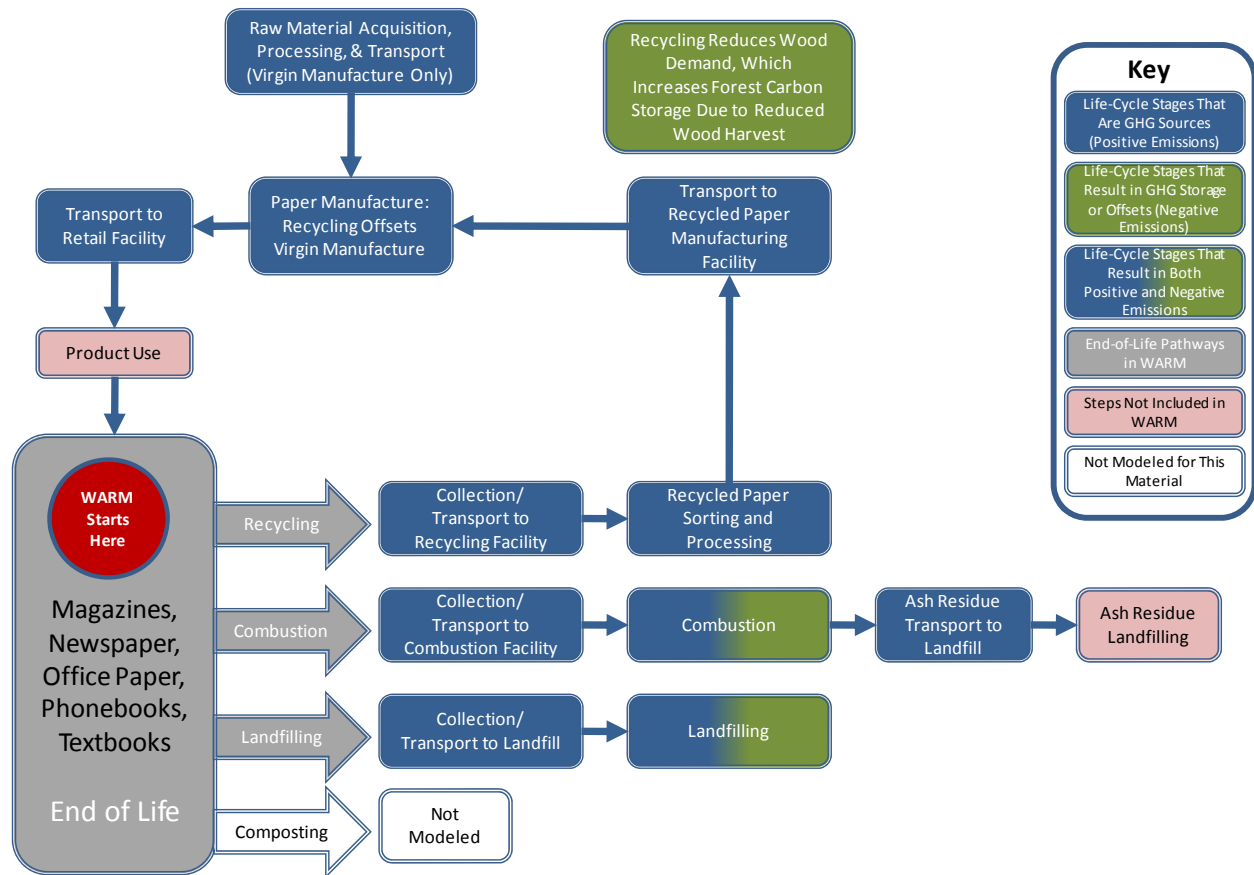 Raw Material Acquisition,
Processing, & Transport
(Virgin Manufacture Only)
Recycling Reduces Wood
Demand, Which
Increases Forest Carbon
Storage Due to Reduced
Wood Harvest
Key
Life-Cycle Stages That
Are GHG Sources
(Positive Emissions)
Life-Cycle Stages That
Result in GHG Storage
or Offsets (Negative
Emissions)
Life-Cycle Stages That
Result in Both
Positive and Negative
Emissions
End-of-Life Pathways
in WARM
Steps Not Included in
WARM
Not Modeled for This
Material
Transport to
Retail Facility
Paper Manufacture:
Recycling Offsets
Virgin Manufacture
Transport to
Recycled Paper
Manufacturing
Facility
Product Use
WARM
Starts
Here
Magazines,
Newspaper,
Office Paper,
Phonebooks,
Textbooks
End of Life
Recycling
Collection/
Transport to
Recycling Facility
Recycled Paper
Sorting and
Processing
Combustion
Collection/
Transport to
Combustion Facility
Combustion
Ash Residue
Transport to
Landfill
Ash Residue
Landfilling
Landfilling
Collection/
Transport to Landfill
Landfilling
Composting
Not
Modeled